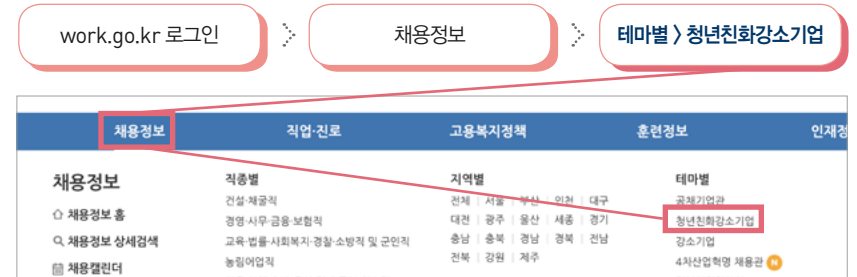 work.go.kr 로그인
채용정보
테마별 > 청년친화강소기업
채용정보 직업·진로 고용복지정책 훈련정보 인재정
채용정보
채용정보 홈
채용정보 상세검색
채용캘린더
직종별
건설·채굴직
경영·사무·금융·보험직
교육·법률·사회복지·경찰·소방직 및 군인직
농림어업직
지역별
전체 | 서울 | 부산 | 인천 | 대구
대전 | 광주 | 울산 | 세종 | 경기
충남 | 충북 | 경남 | 경북 | 전남
전북 | 강원 | 제주
테마별
공채기업관
청년친화강소기업
강소기업
4차산업혁명 채용관 N